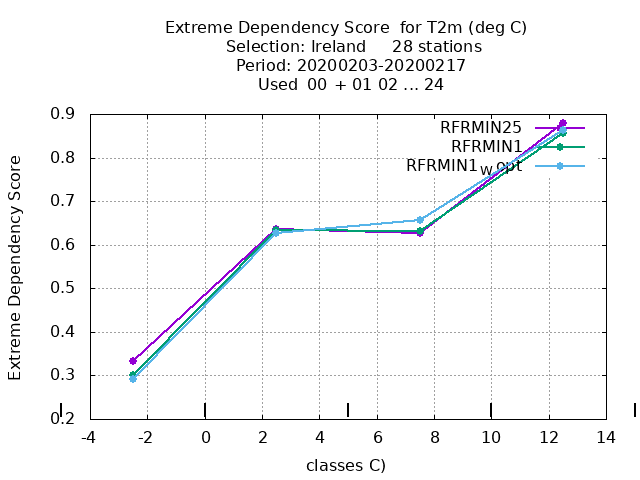 Extreme Dependency Score for T2m (deg C)
Selection: Ireland 28 stations
Period: 20200203-20200217
Used 00 + 01 02 ... 24
Extreme Dependency Score
0.9
0.8
0.7
0.6
0.5
0.4
0.3
0.2
RFRMIN25
RFRMIN1
RFRMIN1w opt
-4 -2 0 2 4 6 8 10 12 14
classes C)